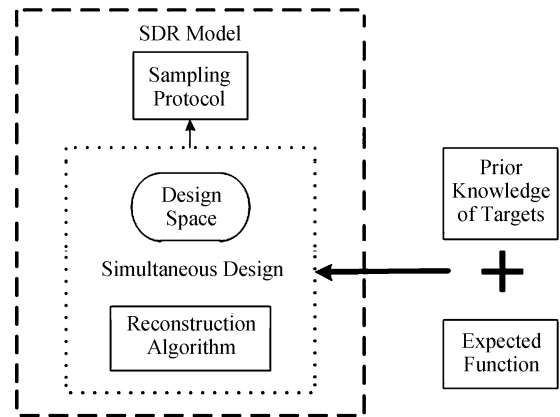 SDR Model
Sampling
Protocol
Design
Space
Simultaneous Design
Reconstruction
Algorithm
Prior
Knowledge
of Targets
Expected
Function